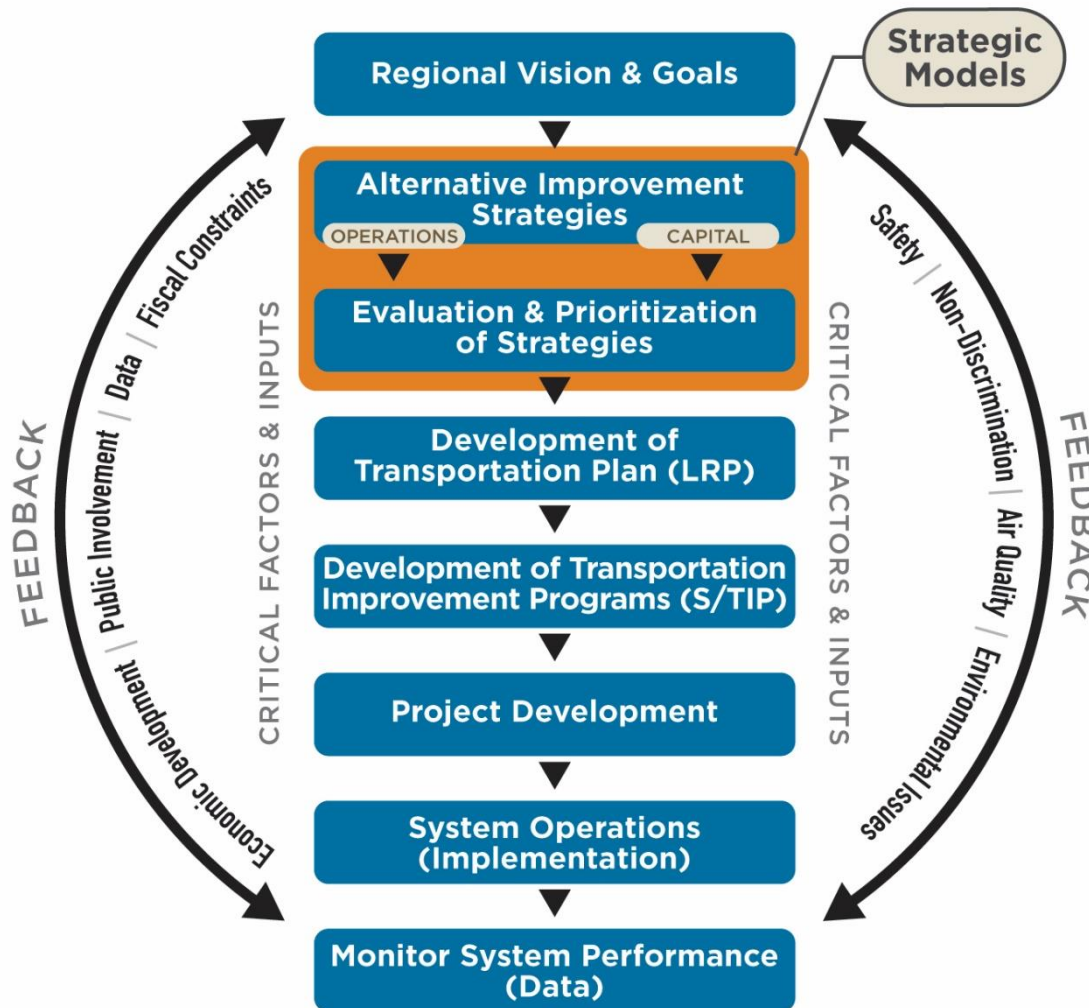 Strategic
Models
Regional Vision & Goals
Alternative Improvement
Strategies
OPERATIONS
CAPITAL
Evaluation & Prioritization
of Strategies
Development of
Transportation Plan (LRP)
Development of Transportation
Improvement Programs (S/TIP)
Project Development
System Operations
(Implementation)
Monitor System Performance
(Data)
FEEDBACK
Economic Development | Public Involvement | Data | Fiscal Constraints
CRITICAL FACTORS & INPUTS
CRITICAL FACTORS & INPUTS
Safety | Non-Discrimination | Air Quality | Environmental Issues
FEEDBACK